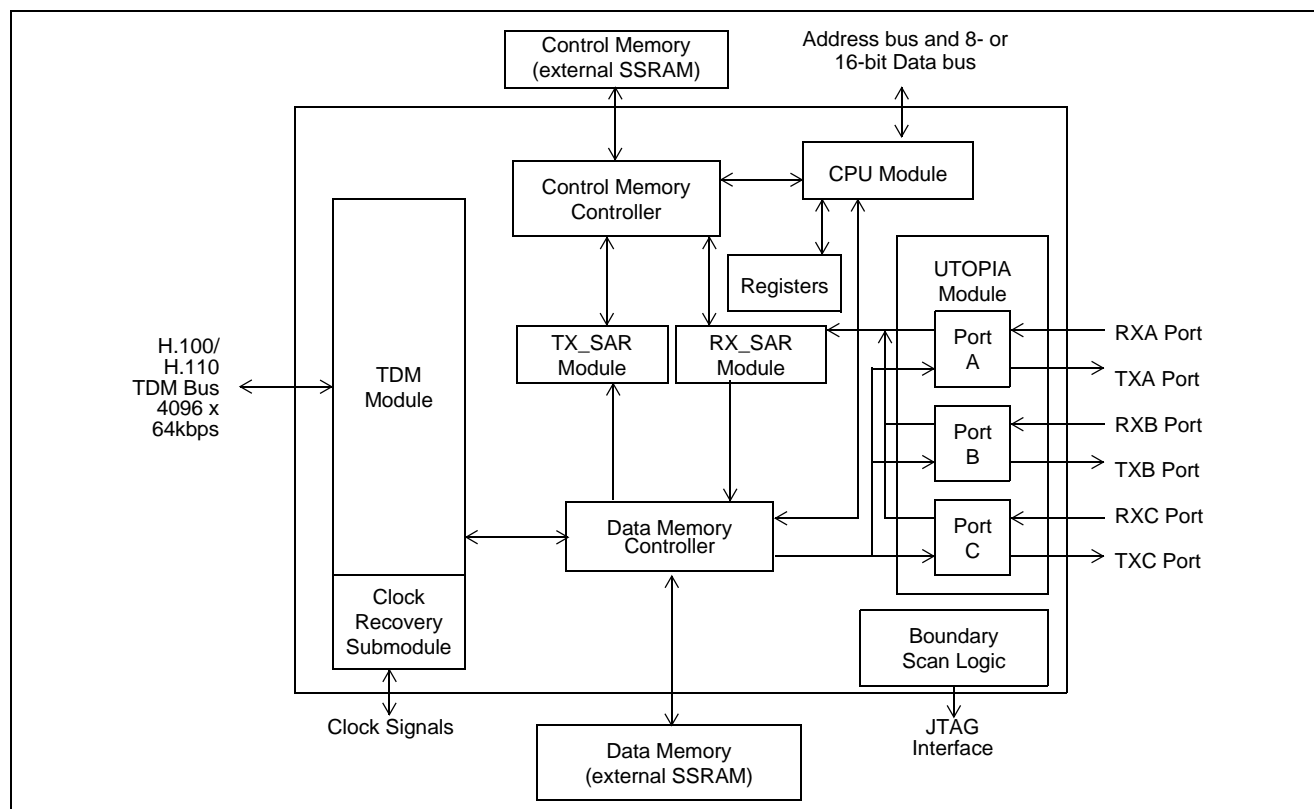 Control Memory
(external SSRAM)
Address bus and 8- or
16-bit Data bus
CPU Module
Control Memory
Controller
Registers
UTOPIA
Module
TX_SAR
Module
RX_SAR
Module
Port
A
Port
B
Port
C
RXA Port
TXA Port
RXB Port
TXB Port
RXC Port
TXC Port
H.100/
H.110
TDM Bus
4096 x
64kbps
TDM
Module
Data Memory
Controller
Clock
Recovery
Submodule
Boundary
Scan Logic
Clock Signals
JTAG
Interface
Data Memory
(external SSRAM)